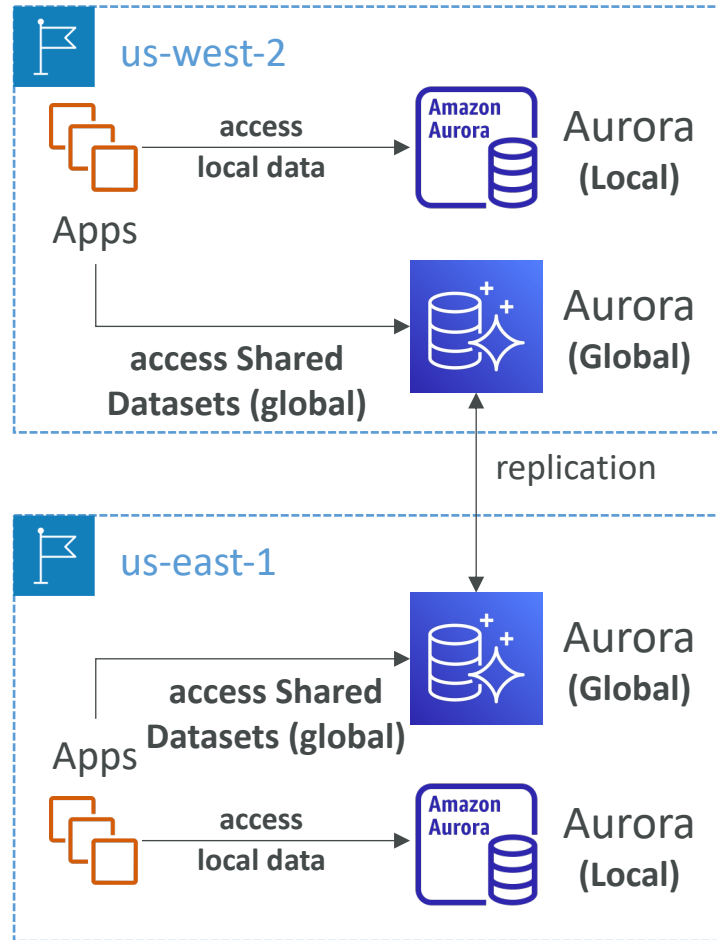 us-west-2
access
local data
Amazon
Aurora
Aurora
(Local)
Apps
access Shared
Datasets (global)
Aurora
(Global)
replication
us-east-1
Aurora
(Global)
access Shared
Datasets (global)
Apps
access
local data
Amazon
Aurora
Aurora
(Local)